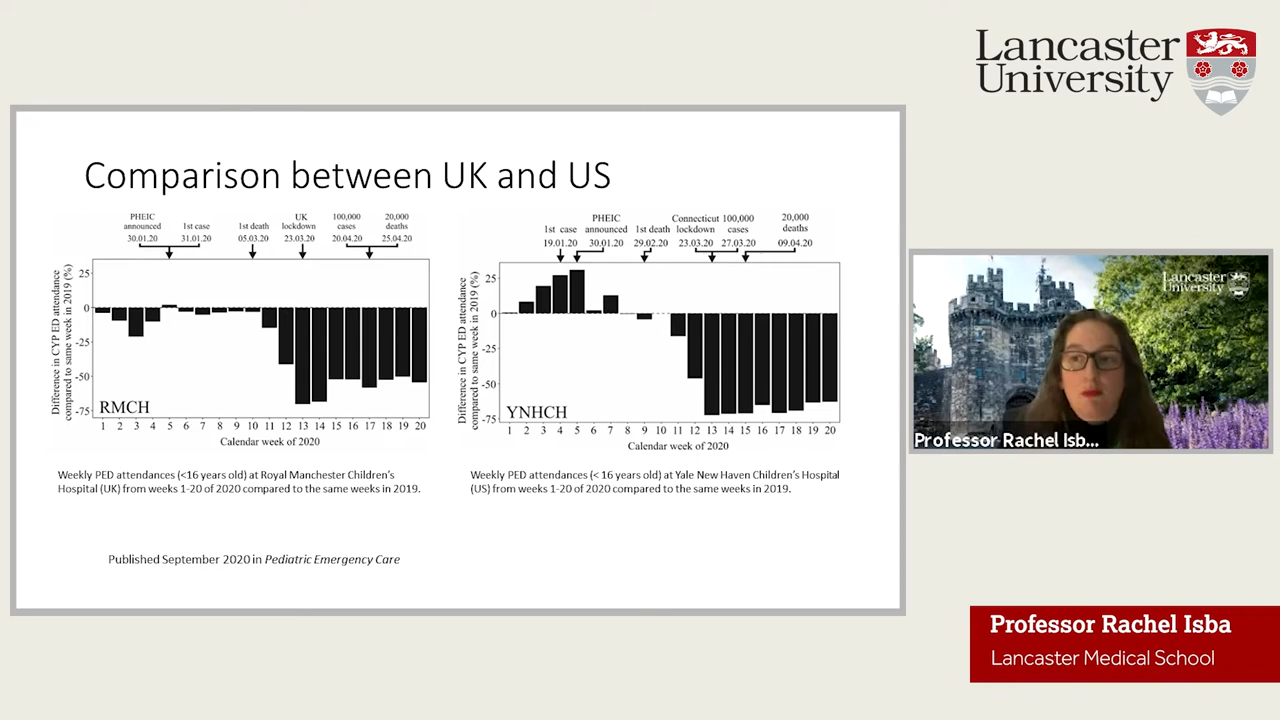 Lancaster
University
Comparison between UK and US
PHEIC
announced
30.01.20
1st case
31.01.20
1st death
05.03.20
UK
lockdown
23.03.20
100,000
cases
20.04.20
20,000
deaths
25.04.20
Difference in CYP ED attendance
compared to same week in 2019 (%)
25
0
-25
-50
-75
RMCH
1 2 3 4 5 6 7 8 9 10 11 12 13 14 15 16 17 18 19 20
Calendar week of 2020
1st case
19.01.20
PHEIC
announced
30.01.20
1st death
29.02.20
Connecticut
lockdown
23.03.20
100,000
cases
27.03.20
20,000
deaths
09.04.20
Difference in CYP ED attendance
compared to same week in 2019 (%)
25
0
-25
-50
-75
YNHCH
1 2 3 4 5 6 7 8 9 10 11 12 13 14 15 16 17 18 19 20
Calendar week of 2020
Weekly PED attendances (<16 years old) at Royal Manchester Children's
Hospital (UK) from weeks 1-20 of 2020 compared to the same weeks in 2019.
Weekly PED attendances (< 16 years old) at Yale New Haven Children's Hospital
(US) from weeks 1-20 of 2020 compared to the same weeks in 2019.
Published September 2020 in Pediatric Emergency Care
Lancaster
University
Professor Rachel Isb...
Professor Rachel Isba
Lancaster Medical School